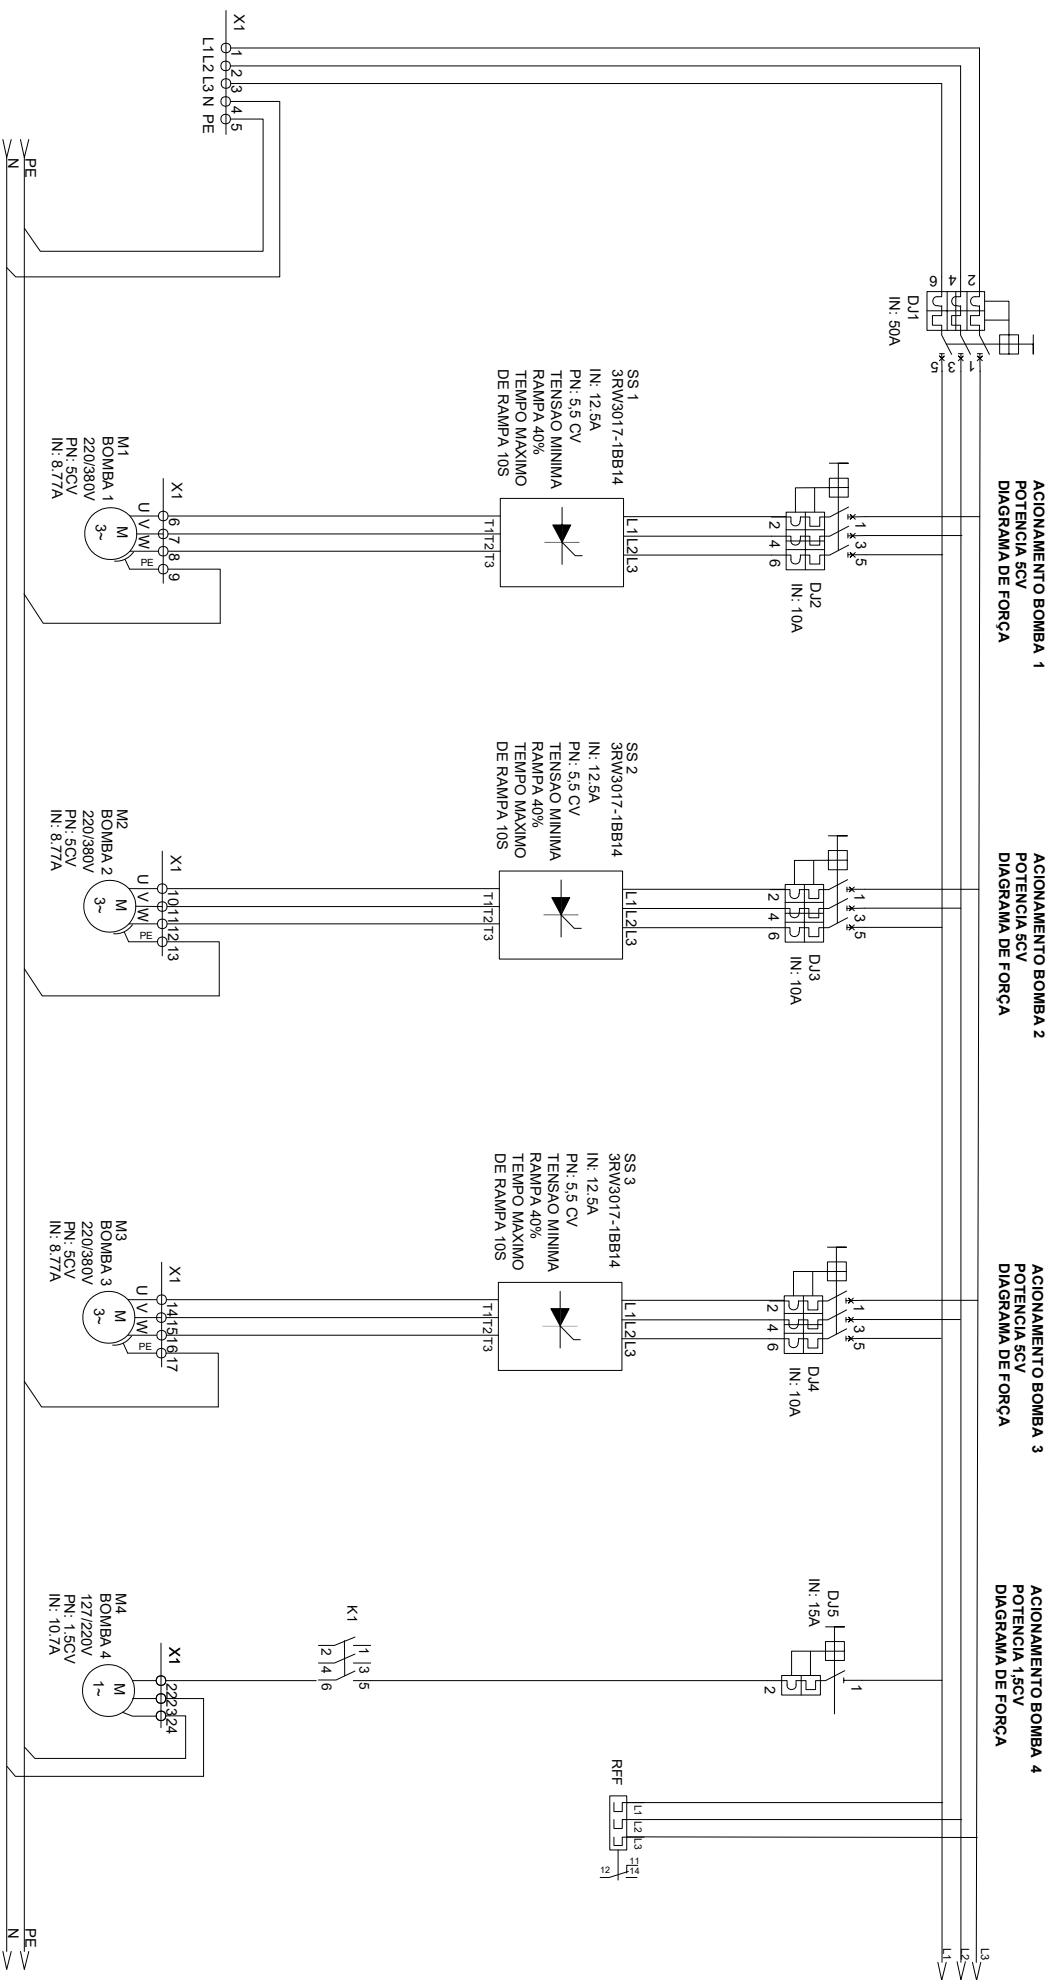 X1
1
2
3
4
5
L1 L2 L3 N PE
PE
N
2
4
6
1
3
5
DJ1
IN: 50A
ACIONAMENTO BOMBA 1
POTENCIA 5CV
DIAGRAMA DE FORÇA
1
3
5
2
4
6
DJ2
IN: 10A
SS 1
3RW3017-1BB14
IN: 12.5A
PN: 5,5 CV
TENSAO MINIMA
RAMPA 40%
TEMPO MAXIMO
DE RAMPA 10S
L1 L2 L3
T1 T2 T3
X1
6
7
8
9
U V W PE
M
3~
M1
BOMBA 1
220/380V
PN: 5CV
IN: 8.77A
ACIONAMENTO BOMBA 2
POTENCIA 5CV
DIAGRAMA DE FORÇA
1
3
5
2
4
6
DJ3
IN: 10A
SS 2
3RW3017-1BB14
IN: 12.5A
PN: 5,5 CV
TENSAO MINIMA
RAMPA 40%
TEMPO MAXIMO
DE RAMPA 10S
L1 L2 L3
T1 T2 T3
X1
10
11
12
13
U V W PE
M
3~
M2
BOMBA 2
220/380V
PN: 5CV
IN: 8.77A
ACIONAMENTO BOMBA 3
POTENCIA 5CV
DIAGRAMA DE FORÇA
1
3
5
2
4
6
DJ4
IN: 10A
SS 3
3RW3017-1BB14
IN: 12.5A
PN: 5,5 CV
TENSAO MINIMA
RAMPA 40%
TEMPO MAXIMO
DE RAMPA 10S
L1 L2 L3
T1 T2 T3
X1
14
15
16
17
U V W PE
M
3~
M3
BOMBA 3
220/380V
PN: 5CV
IN: 8.77A
ACIONAMENTO BOMBA 4
POTENCIA 1,5CV
DIAGRAMA DE FORÇA
DJ5
IN: 15A
1
2
K1
1
3
5
2
4
6
X1
22
23
24
M
1~
M4
BOMBA 4
127/220V
PN: 1.5CV
IN: 10.7A
RFF
L1
L2
L3
11
12
14
L3
L2
L1
PE
N